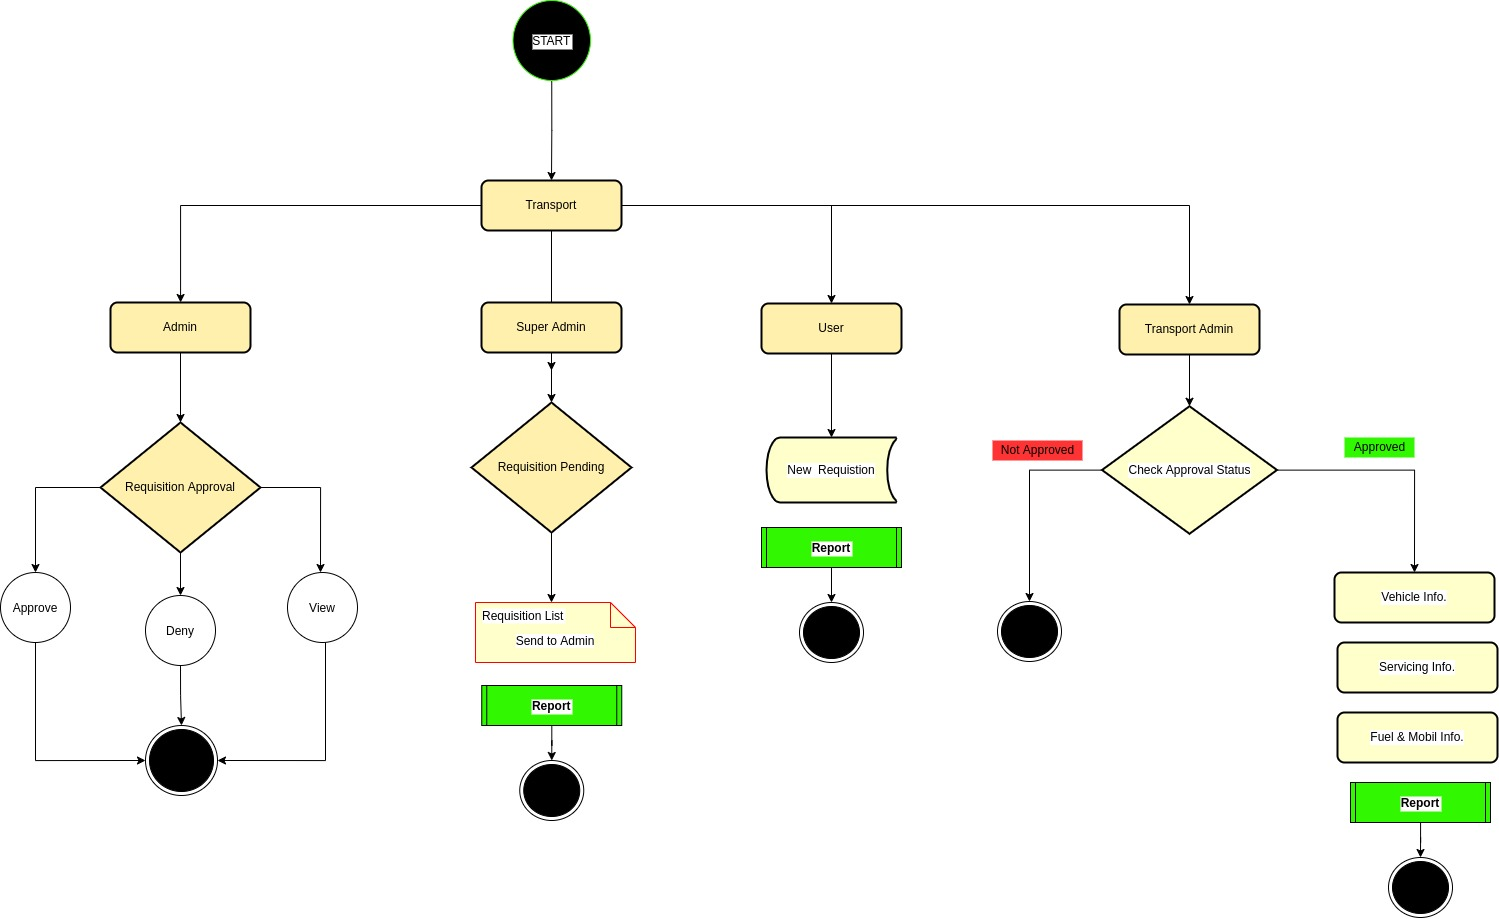 START
Transport
Admin
Super Admin
User
Transport Admin
Requisition Approval
Requisition Pending
New  Requistion
Not Approved
Check Approval Status
Approved
Approve
Deny
View
Requisition List
Send to Admin
Report
Report
Vehicle Info.
Servicing Info.
Fuel & Mobil Info.
Report